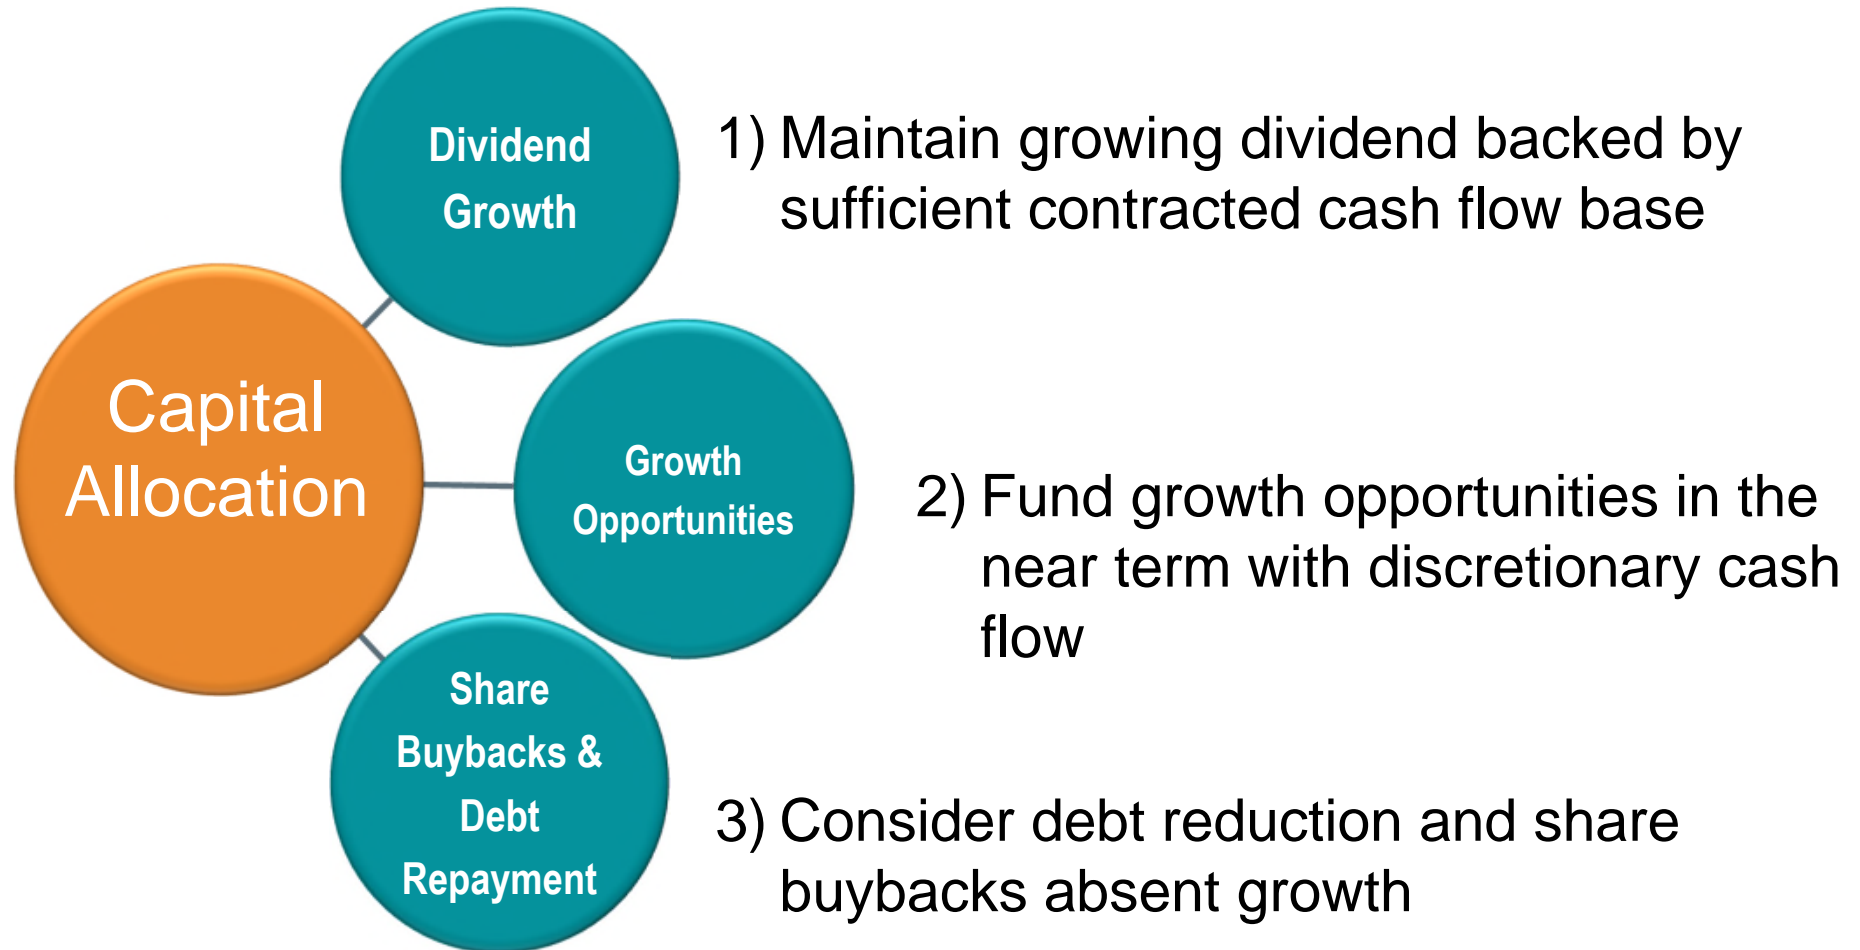 Capital
Allocation
Dividend
Growth
1) Maintain growing dividend backed by
sufficient contracted cash flow base
Growth
Opportunities
2) Fund growth opportunities in the
near term with discretionary cash
flow
Share
Buybacks &
Debt
Repayment
3) Consider debt reduction and share
buybacks absent growth